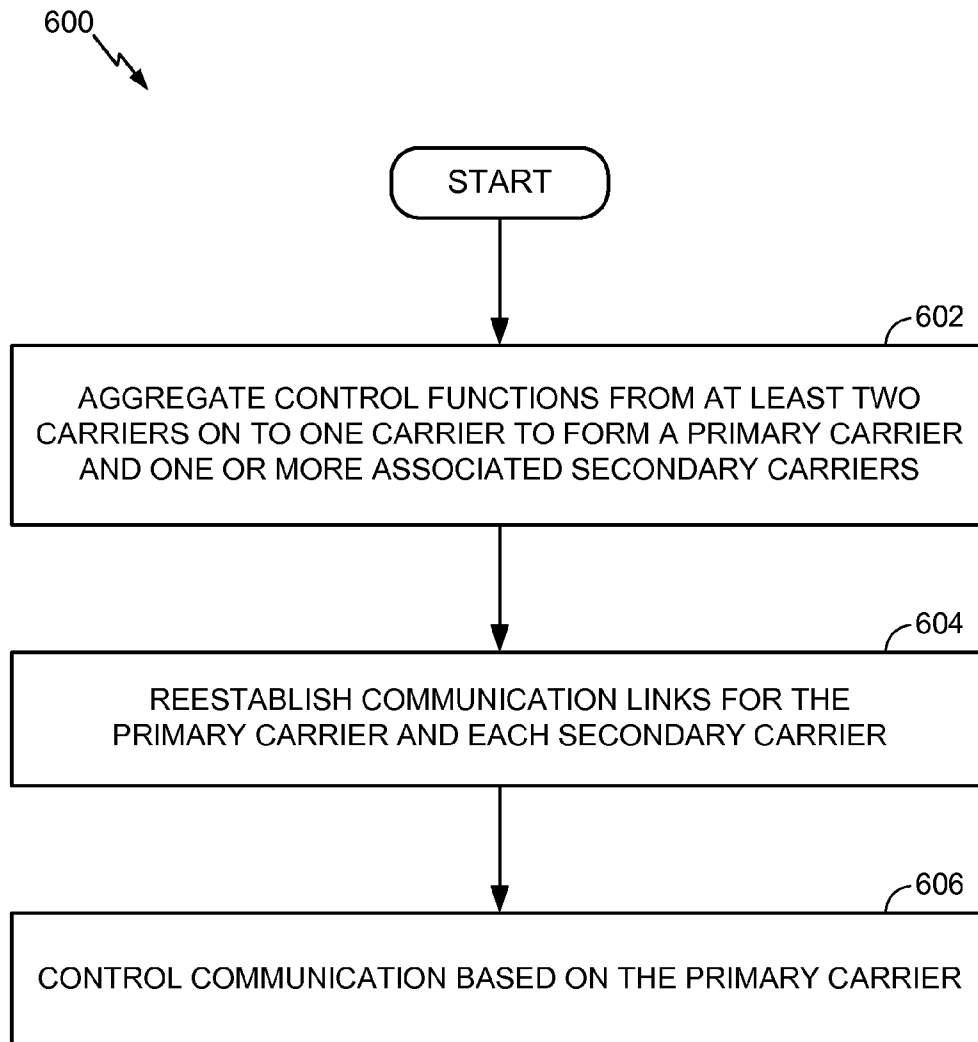 600
START
602
AGGREGATE CONTROL FUNCTIONS FROM AT LEAST TWO
CARRIERS ON TO ONE CARRIER TO FORM A PRIMARY CARRIER
AND ONE OR MORE ASSOCIATED SECONDARY CARRIERS
604
REESTABLISH COMMUNICATION LINKS FOR THE
PRIMARY CARRIER AND EACH SECONDARY CARRIER
606
CONTROL COMMUNICATION BASED ON THE PRIMARY CARRIER